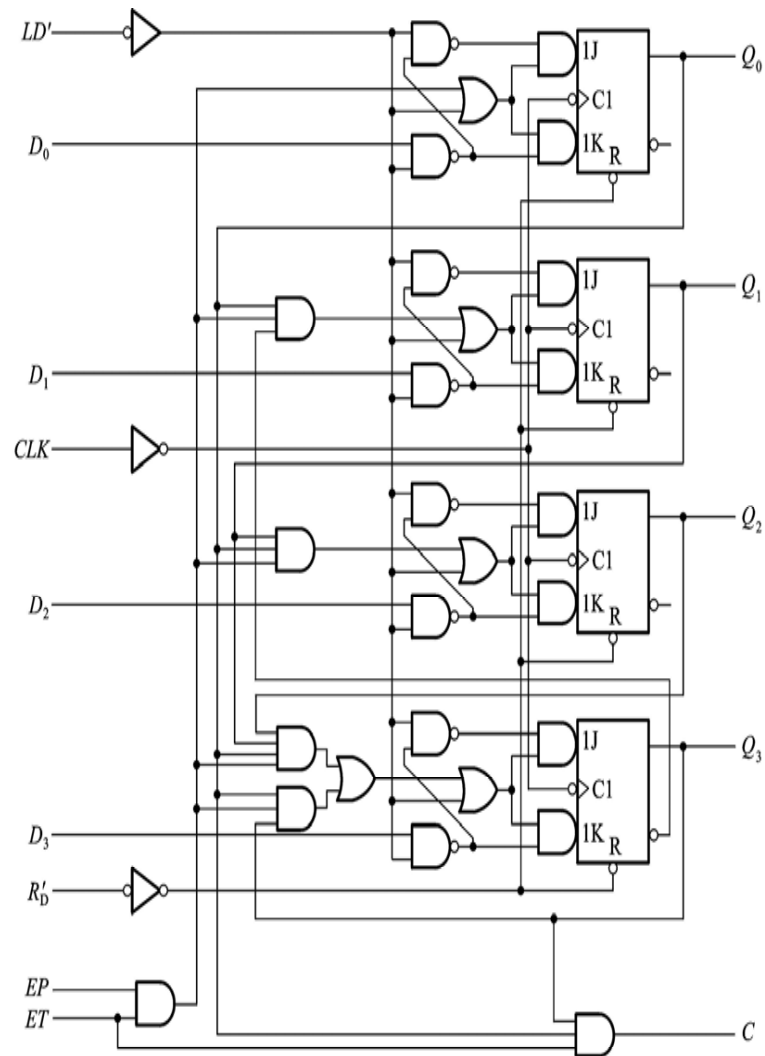 LD′
1J
Q₀
C1
D₀
1K
R
1J
Q₁
C1
D₁
1K
R
CLK
1J
Q₂
C1
D₂
1K
R
1J
Q₃
C1
D₃
1K
R
R′D
EP
ET
C